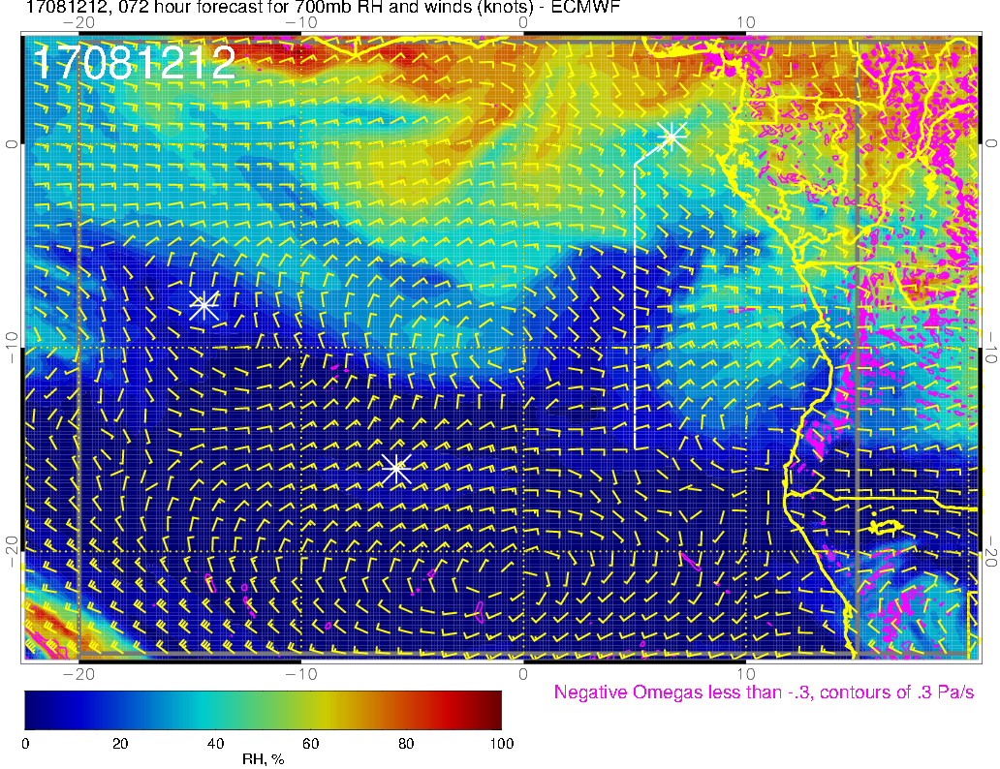 17081212, 072 hour forecast for 700mb RH and winds (knots) - ECMWF
-20 -10 0 10
17081212
0 0
-10 -10
-20 -20
-20 -10 0 10
Negative Omegas less than -.3, contours of .3 Pa/s
0 20 40 60 80 100
RH, %